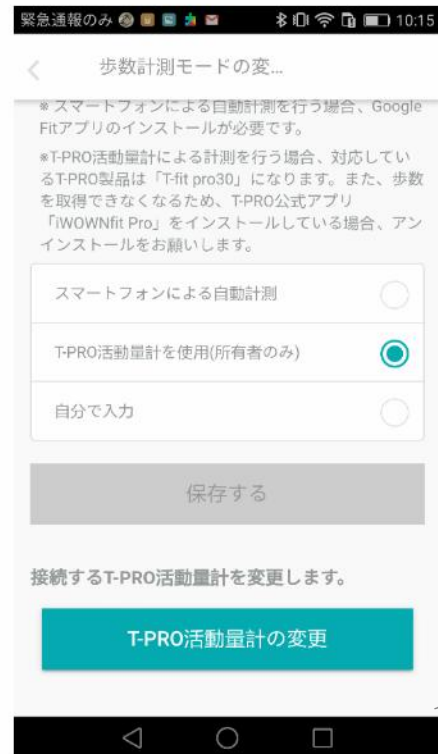 緊急通報のみ 10:15
歩数計測モードの変...
* スマートフォンによる自動計測を行う場合、Google
Fitアプリのインストールが必要です。
*T-PRO活動量計による計測を行う場合、対応してい
るT-PRO製品は「T-fit pro30」になります。また、歩数
を取得できなくなるため、T-PRO公式アプリ
「iWOWNfit Pro」をインストールしている場合、アン
インストールをお願いします。
スマートフォンによる自動計測
T-PRO活動量計を使用(所有者のみ)
自分で入力
保存する
接続するT-PRO活動量計を変更します。
T-PRO活動量計の変更